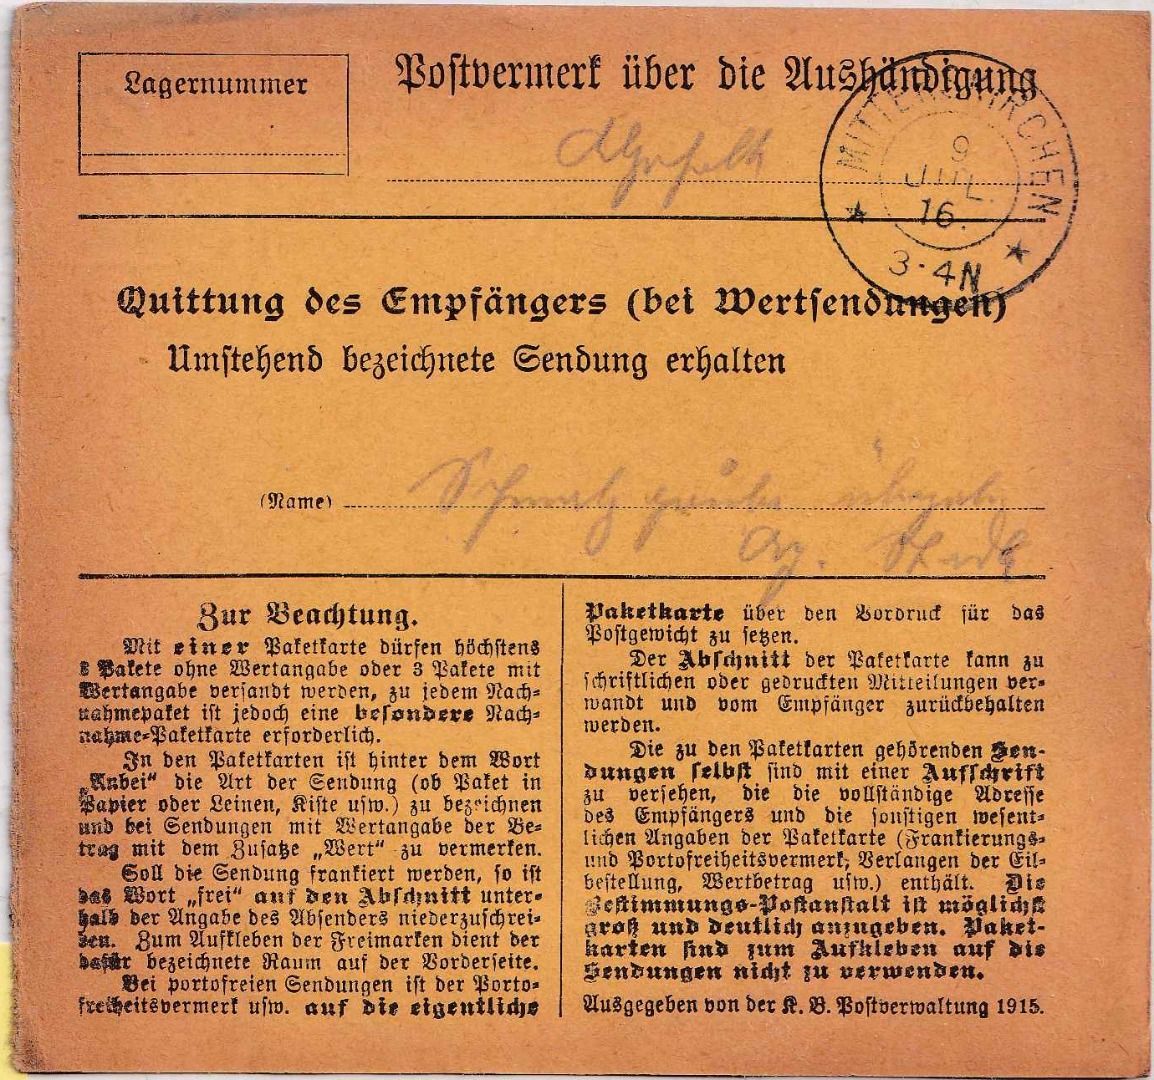 Lagernummer
Postvermerk über die Aushändigung
MITTERSKIRCHEN
9
JUL.
16.
3-4N
Quittung des Empfängers (bei Wertsendungen)
Umstehend bezeichnete Sendung erhalten
(Name)
Zur Beachtung.
Mit einer Paketkarte dürfen höchstens
Pakete ohne Wertangabe oder 3 Pakete mit
Wertangabe versandt werden, zu jedem Nach-
nahmepaket ist jedoch eine besondere Nach-
nahme-Paketkarte erforderlich.
In den Paketkarten ist hinter dem Wort
„Anbei“ die Art der Sendung (ob Paket in
Papier oder Leinen, Kiste usw.) zu bezeichnen
und bei Sendungen mit Wertangabe der Be-
trag mit dem Zusatze „Wert“ zu vermerken.
Soll die Sendung frankiert werden, so ist
das Wort „frei“ auf den Abschnitt unter-
halb der Angabe des Absenders niederzuschrei-
ben. Zum Aufkleben der Freimarken dient der
dafür bezeichnete Raum auf der Vorderseite.
Bei portofreien Sendungen ist der Porto-
freiheitsvermerk usw. auf die eigentliche
Paketkarte über den Vordruck für das
Postgewicht zu setzen.
Der Abschnitt der Paketkarte kann zu
schriftlichen oder gedruckten Mitteilungen ver-
wandt und vom Empfänger zurückbehalten
werden.
Die zu den Paketkarten gehörenden Sen-
dungen selbst sind mit einer Aufschrift
zu versehen, die die vollständige Adresse
des Empfängers und die sonstigen wesent-
lichen Angaben der Paketkarte (Frankierungs-
und Portofreiheitsvermerk, Verlangen der Eil-
bestellung, Wertbetrag usw.) enthält. Die
Bestimmungs-Postanstalt ist möglichst
groß und deutlich anzugeben. Paket-
karten sind zum Aufkleben auf die
Sendungen nicht zu verwenden.
Ausgegeben von der K. B. Postverwaltung 1915.